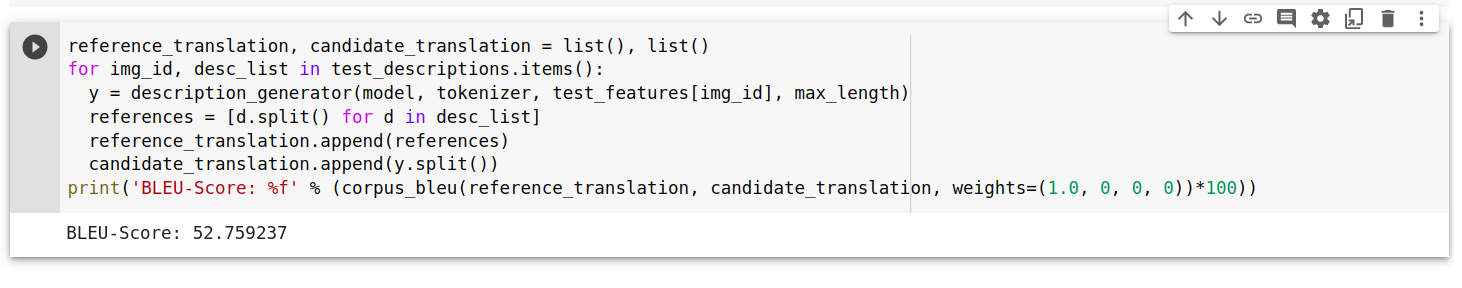 reference_translation, candidate_translation = list(), list()
for img_id, desc_list in test_descriptions.items():
  y = description_generator(model, tokenizer, test_features[img_id], max_length)
  references = [d.split() for d in desc_list]
  reference_translation.append(references)
  candidate_translation.append(y.split())
print('BLEU-Score: %f' % (corpus_bleu(reference_translation, candidate_translation, weights=(1.0, 0, 0, 0))*100))
BLEU-Score: 52.759237